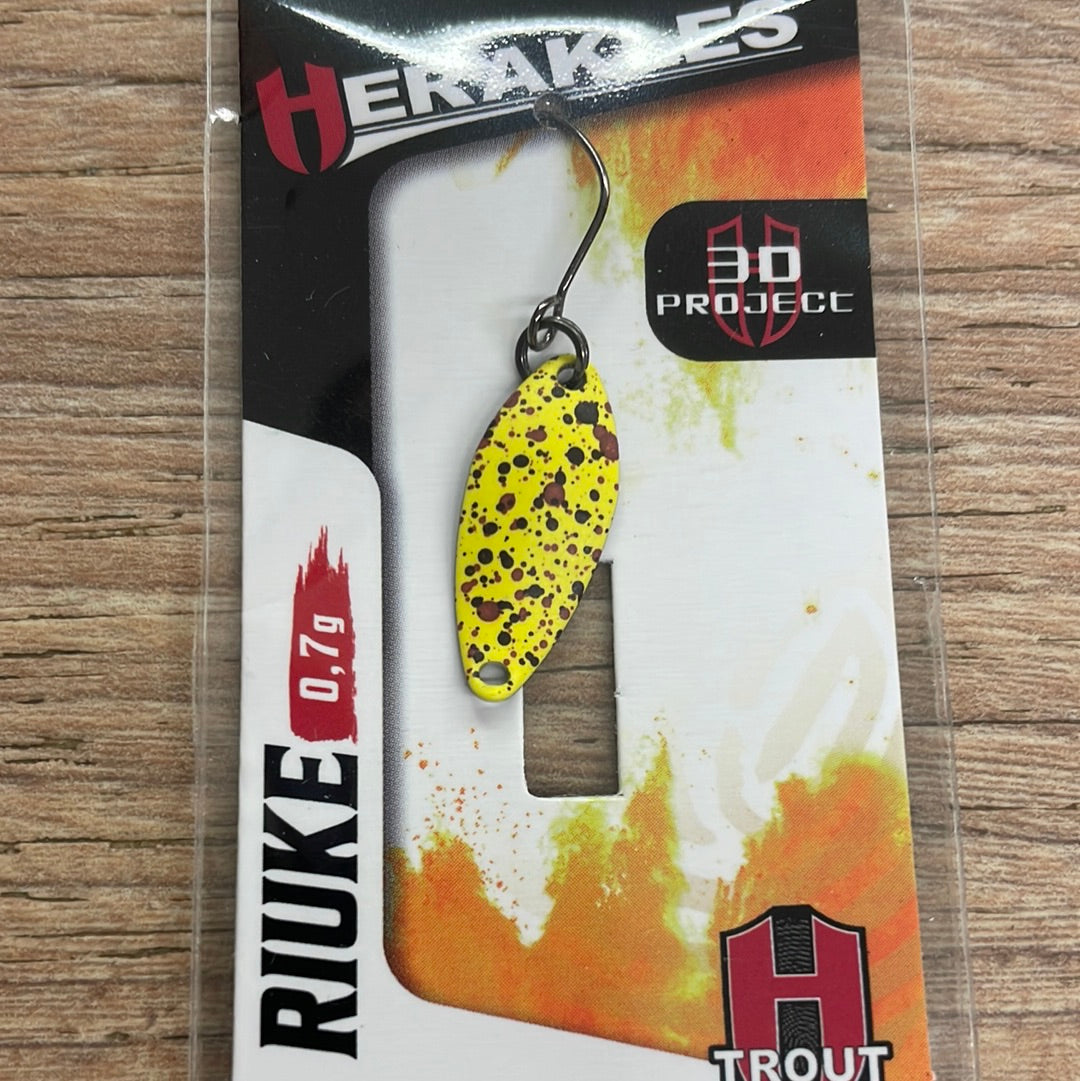 HERAKLES
3D
PROJECT
0,7g
RIUKE
H
TROUT